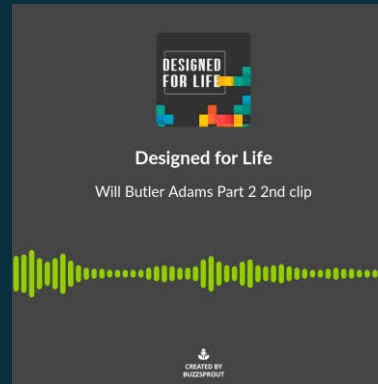 DESIGNED
FOR LIFE
Designed for Life
Will Butler Adams Part 2 2nd clip
CREATED BY
BUZZSPROUT